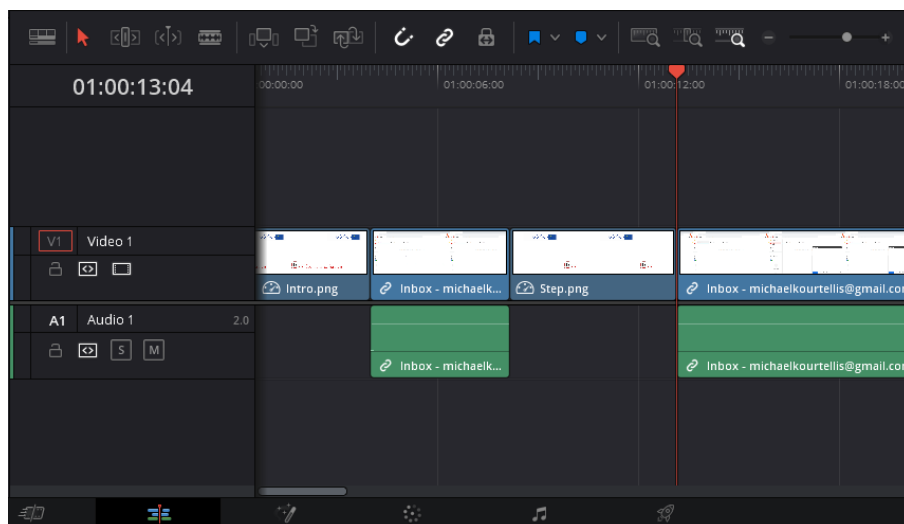 01:00:13:04
00:00:00
01:00:06:00
01:00:12:00
01:00:18:00
V1 Video 1
Intro.png
Inbox - michaelk...
Step.png
Inbox - michaelkourtellis@gmail.co
A1 Audio 1 2.0
S M
Inbox - michaelk...
Inbox - michaelkourtellis@gmail.co